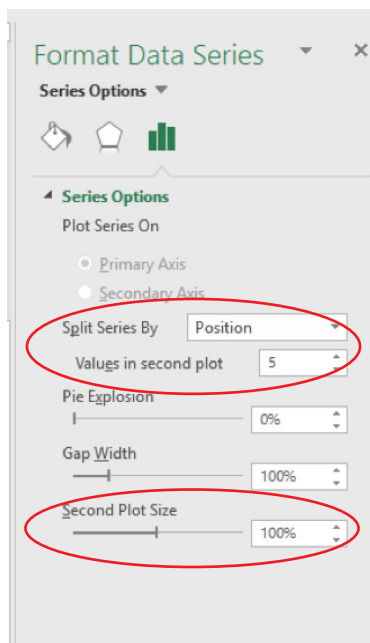 Format Data Series
Series Options
Series Options
Plot Series On
Primary Axis
Secondary Axis
Split Series By Position
Values in second plot 5
Pie Explosion
0%
Gap Width
100%
Second Plot Size
100%